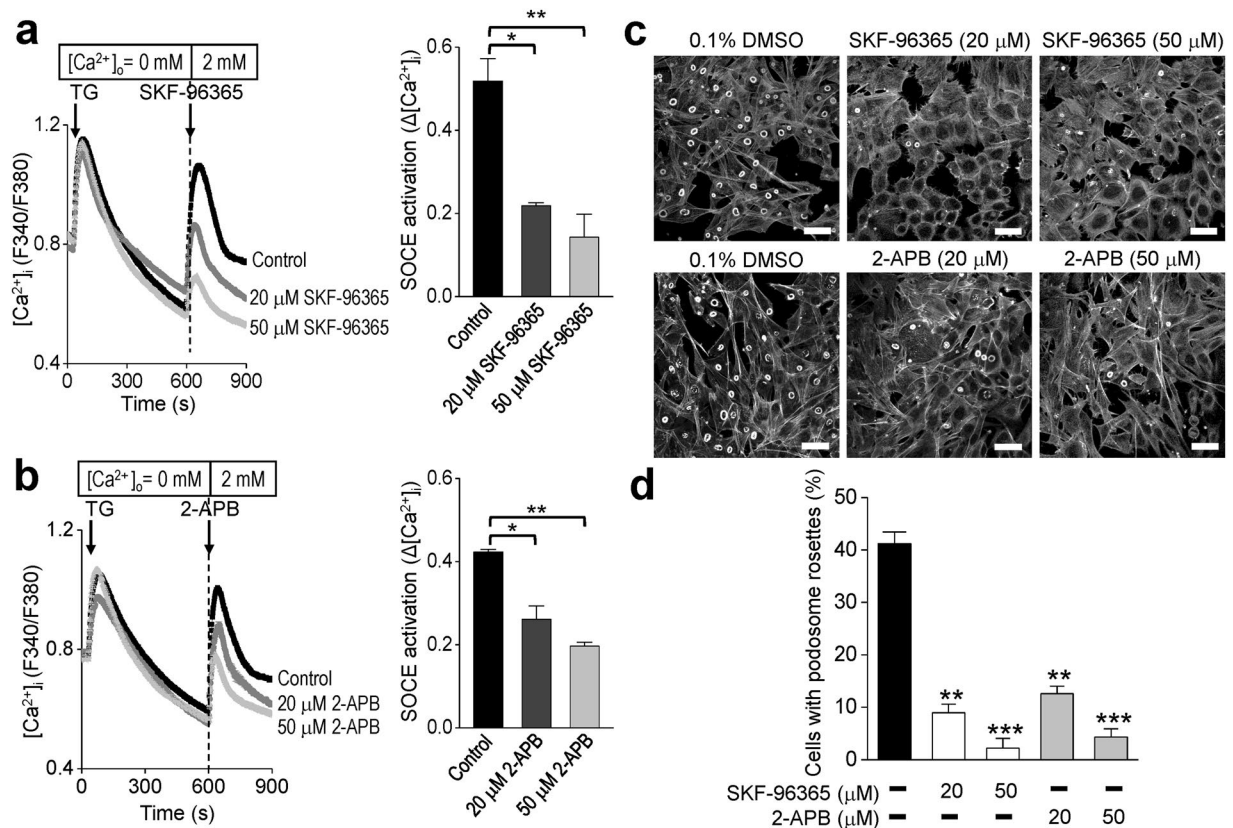 a
[Ca²⁺]ₒ= 0 mM 2 mM
TG SKF-96365
1.2
0.8
0.4
[Ca²⁺]ᵢ (F340/F380)
0 300 600 900
Time (s)
Control
20 μM SKF-96365
50 μM SKF-96365
SOCE activation (Δ[Ca²⁺]ᵢ)
0.6
0.4
0.2
0.0
*
**
Control
20 μM SKF-96365
50 μM SKF-96365
b
[Ca²⁺]ₒ= 0 mM 2 mM
TG 2-APB
1.2
0.8
0.4
[Ca²⁺]ᵢ (F340/F380)
0 300 600 900
Time (s)
Control
20 μM 2-APB
50 μM 2-APB
SOCE activation (Δ[Ca²⁺]ᵢ)
0.6
0.4
0.2
0.0
*
**
Control
20 μM 2-APB
50 μM 2-APB
c
0.1% DMSO SKF-96365 (20 μM) SKF-96365 (50 μM)
0.1% DMSO 2-APB (20 μM) 2-APB (50 μM)
d
Cells with podosome rosettes (%)
50
40
30
20
10
0
** *** ** ***
SKF-96365 (μM) – 20 50 – –
2-APB (μM) – – – 20 50